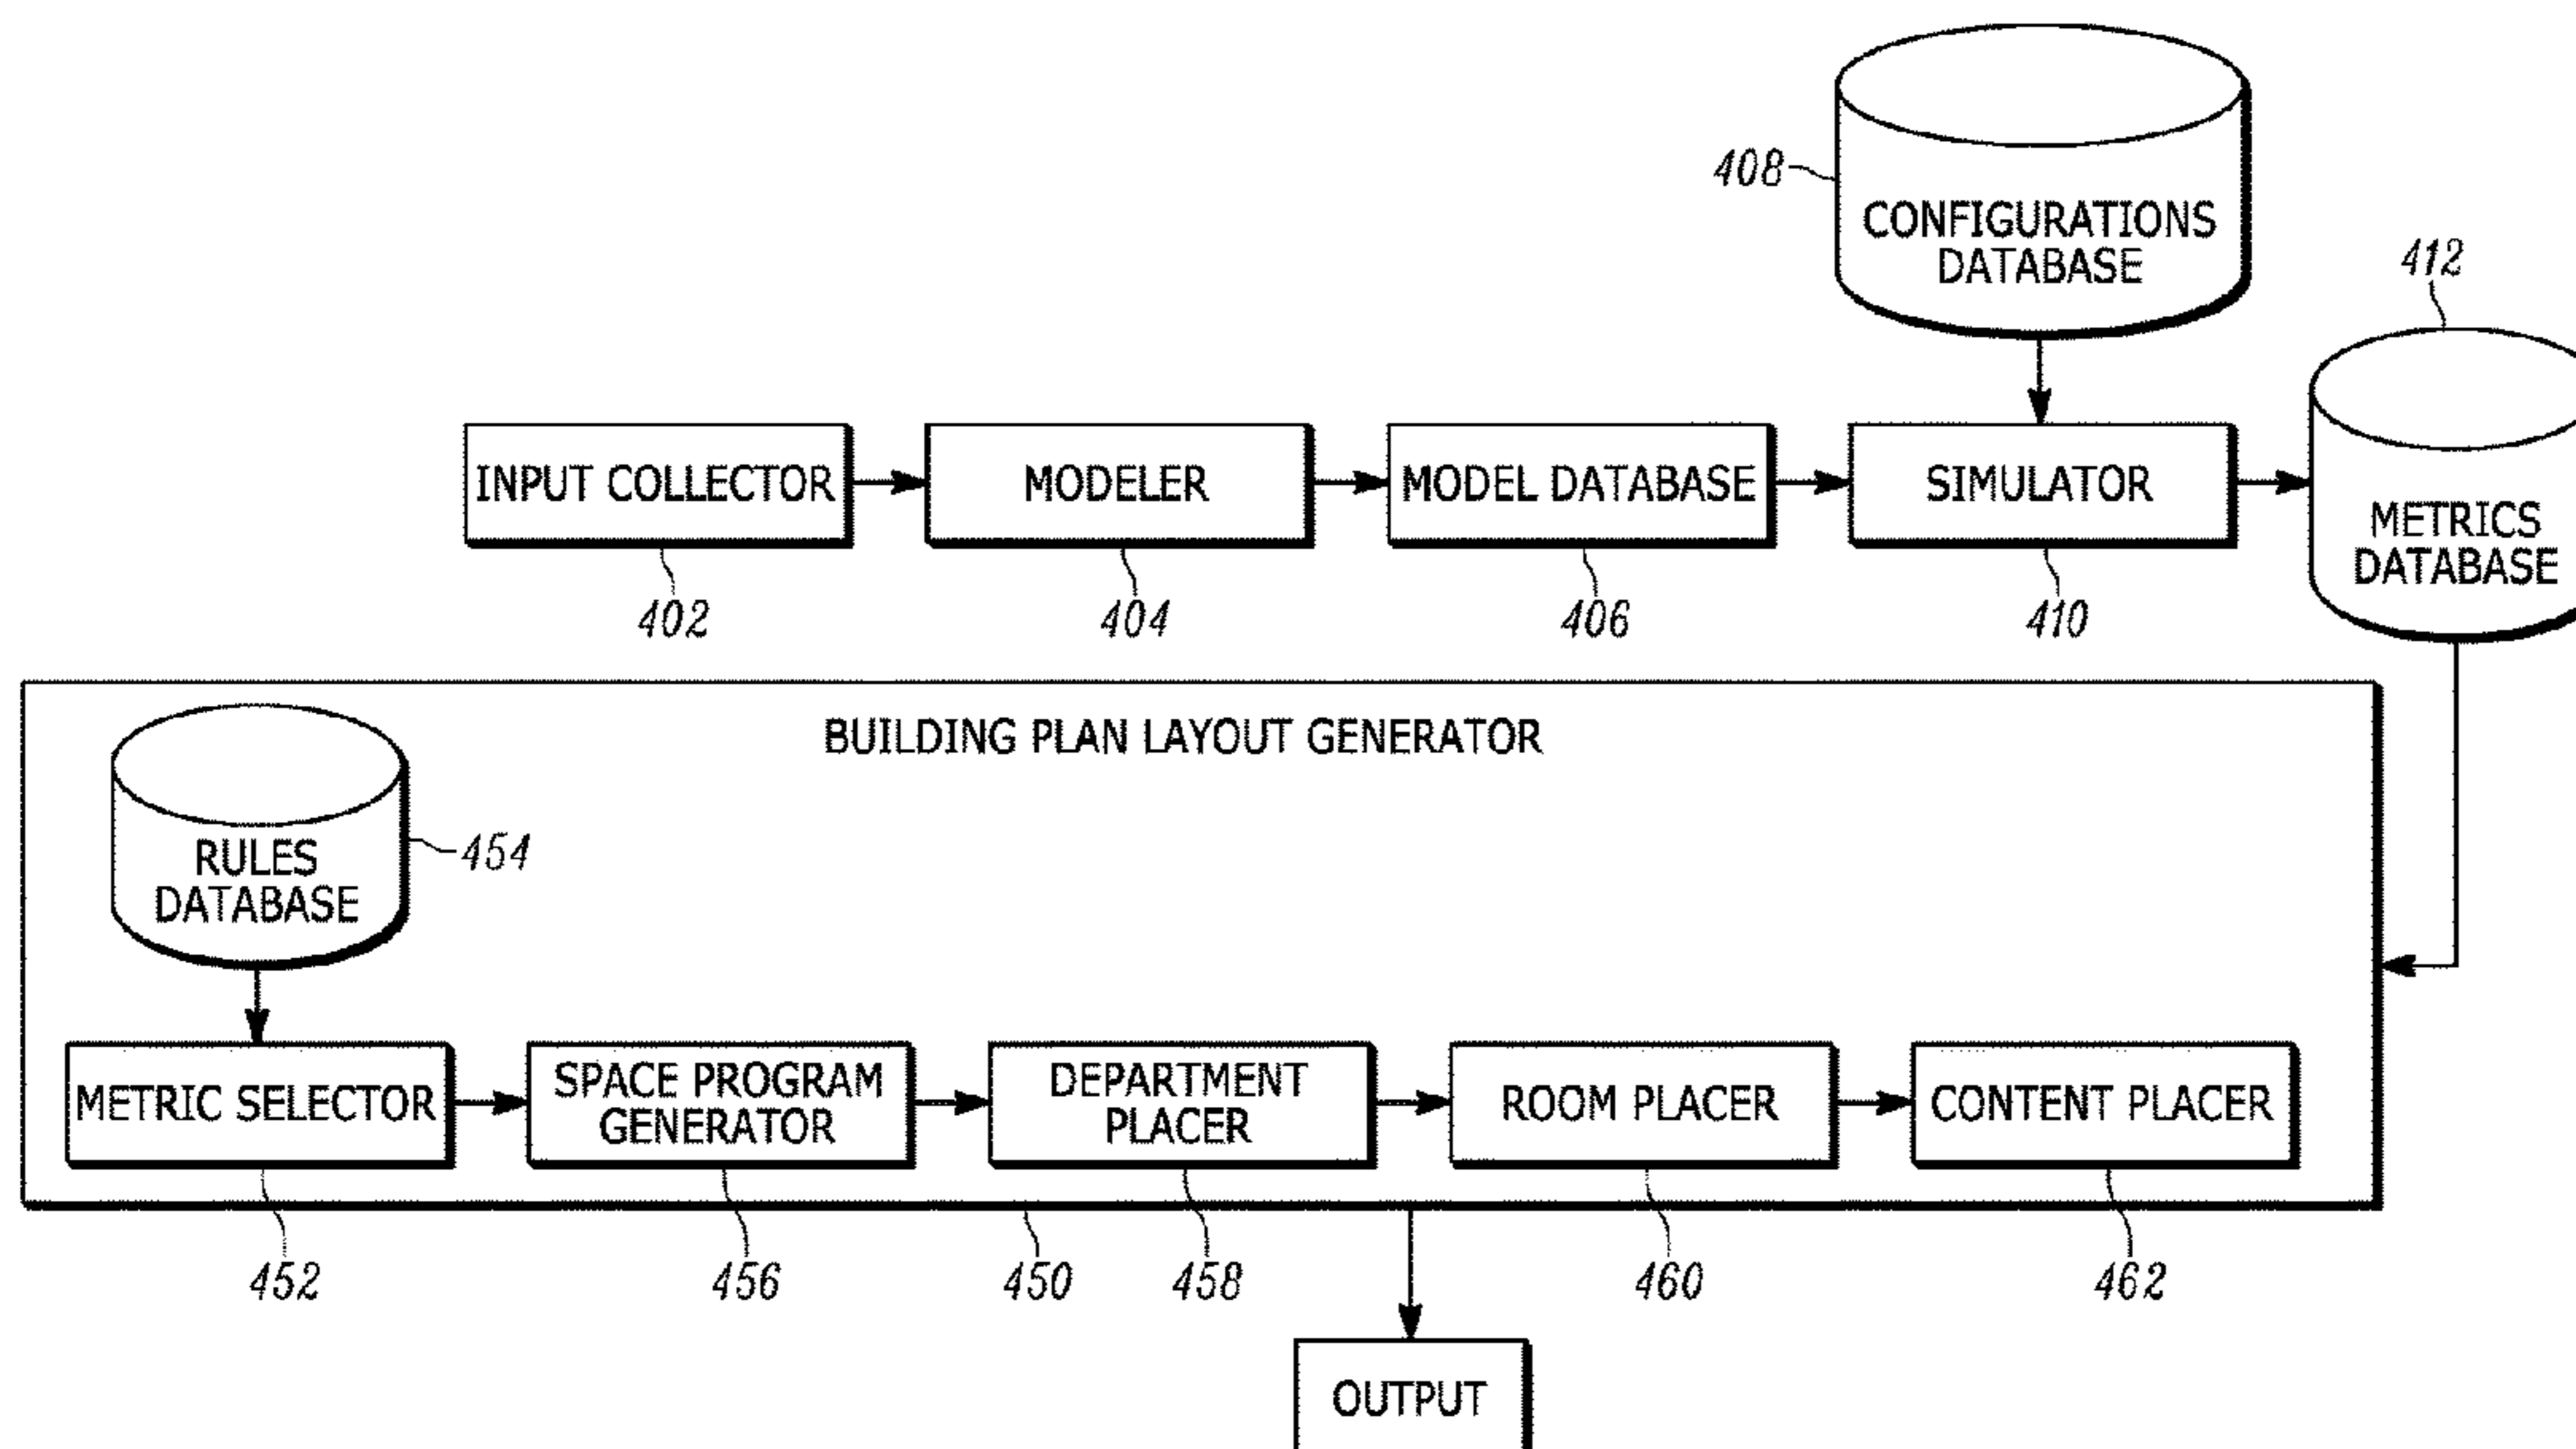 408
CONFIGURATIONS
DATABASE
412
INPUT COLLECTOR
MODELER
MODEL DATABASE
SIMULATOR
METRICS
DATABASE
402
404
406
410
BUILDING PLAN LAYOUT GENERATOR
RULES
DATABASE
454
METRIC SELECTOR
SPACE PROGRAM
GENERATOR
DEPARTMENT
PLACER
ROOM PLACER
CONTENT PLACER
452
456
450
458
460
462
OUTPUT